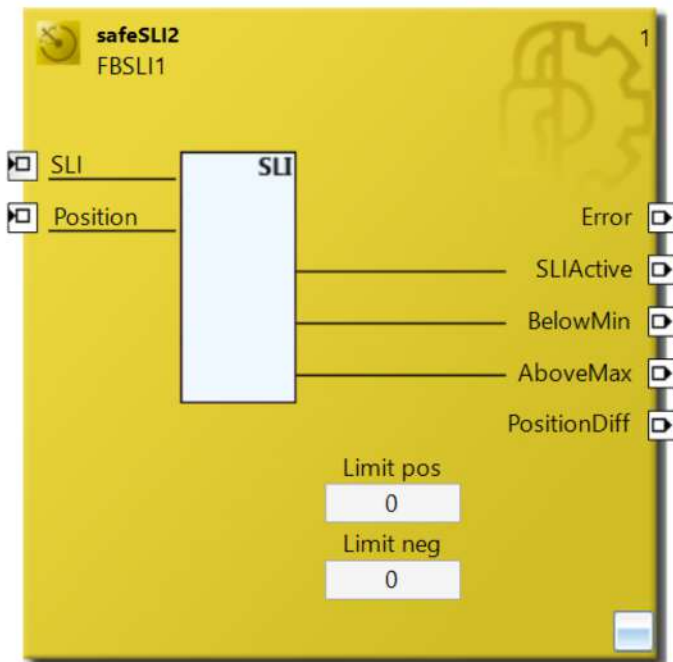 safeSLI2
FBSLI1
1
SLI
SLI
Position
Error
SLIActive
BelowMin
AboveMax
PositionDiff
Limit pos
0
Limit neg
0